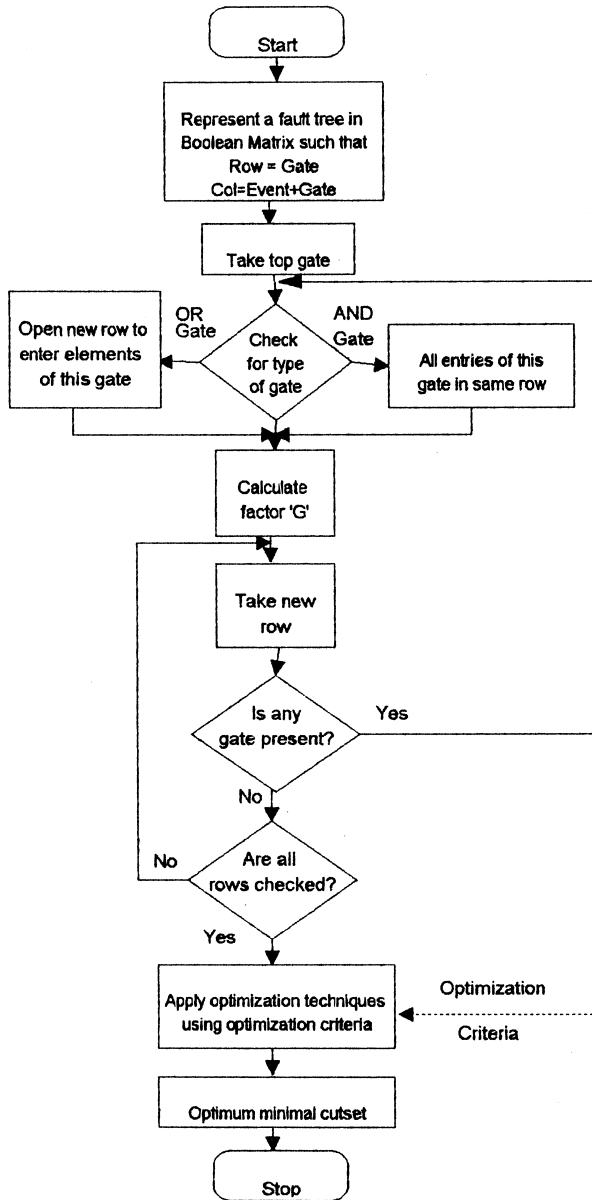 Start
Represent a fault tree in
Boolean Matrix such that
Row = Gate
Col=Event+Gate
Take top gate
OR
Gate
AND
Gate
Open new row to
enter elements
of this gate
Check
for type
of gate
All entries of this
gate in same row
Calculate
factor 'G'
Take new
row
Is any
gate present?
Yes
No
Are all
rows checked?
No
Yes
Apply optimization techniques
using optimization criteria
Optimization
Criteria
Optimum minimal cutset
Stop